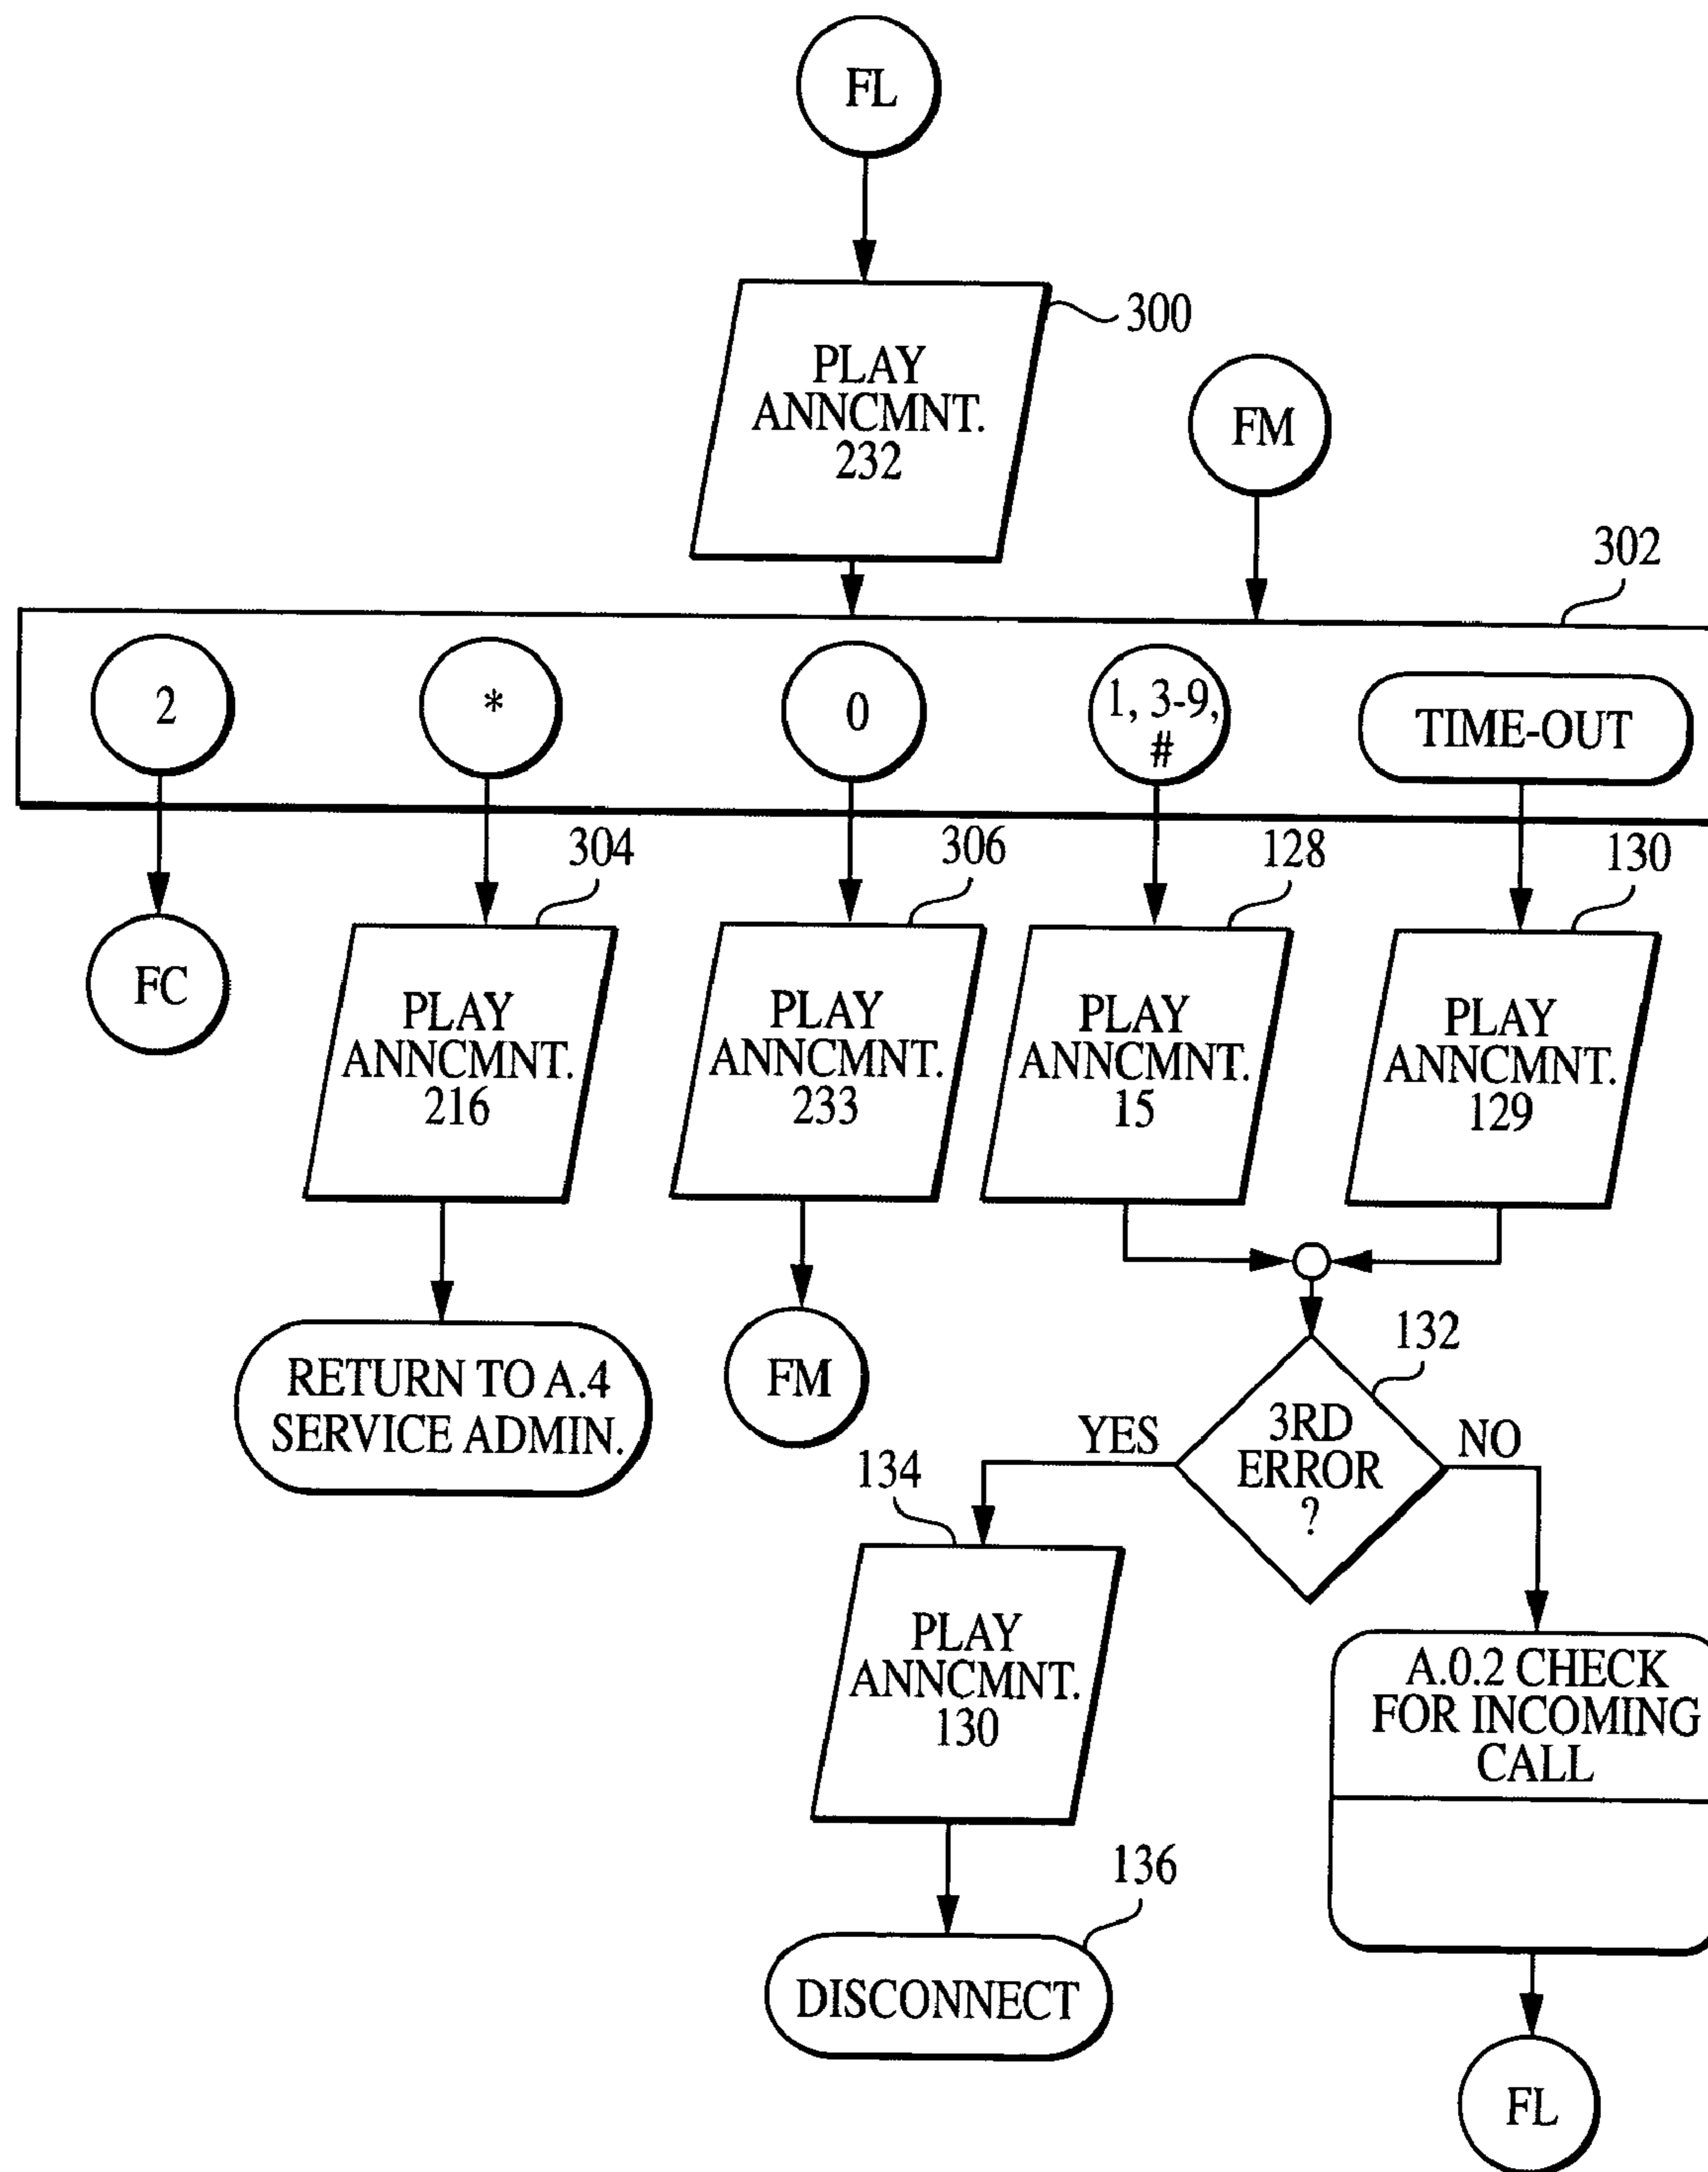 FL
PLAY
ANNCMNT.
232
300
FM
302
2
*
0
1, 3-9,
#
TIME-OUT
304
306
128
130
FC
PLAY
ANNCMNT.
216
PLAY
ANNCMNT.
233
PLAY
ANNCMNT.
15
PLAY
ANNCMNT.
129
RETURN TO A.4
SERVICE ADMIN.
FM
132
3RD
ERROR
?
YES
NO
134
PLAY
ANNCMNT.
130
A.0.2 CHECK
FOR INCOMING
CALL
136
DISCONNECT
FL